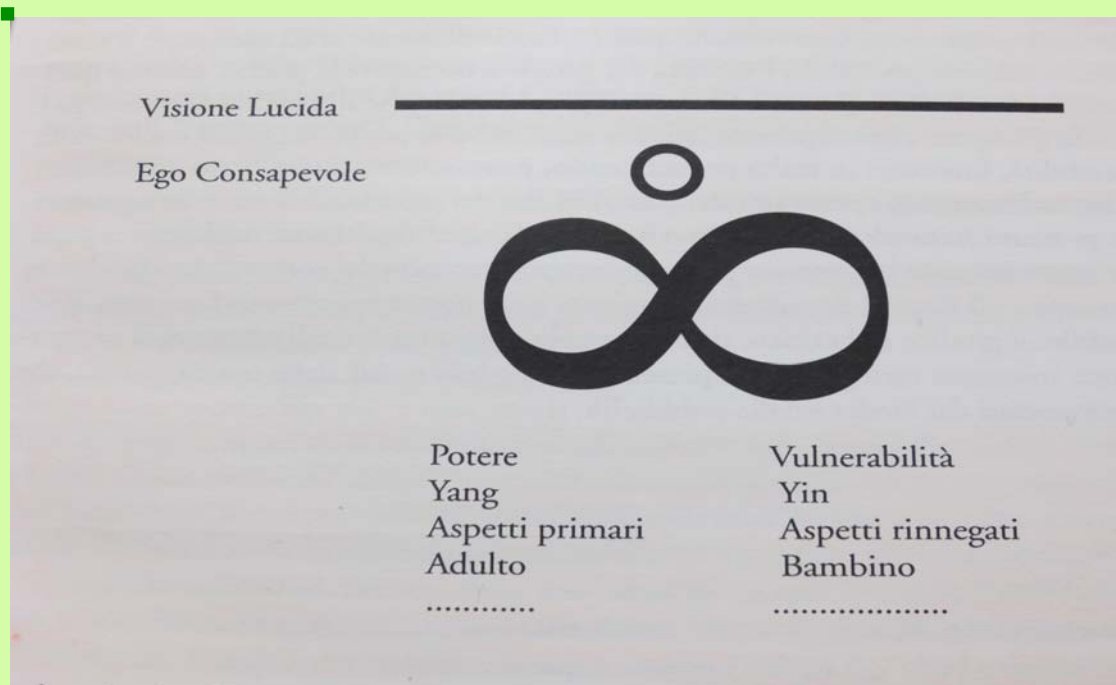 Visione Lucida
Ego Consapevole
Potere
Yang
Aspetti primari
Adulto
............
Vulnerabilità
Yin
Aspetti rinnegati
Bambino
...................